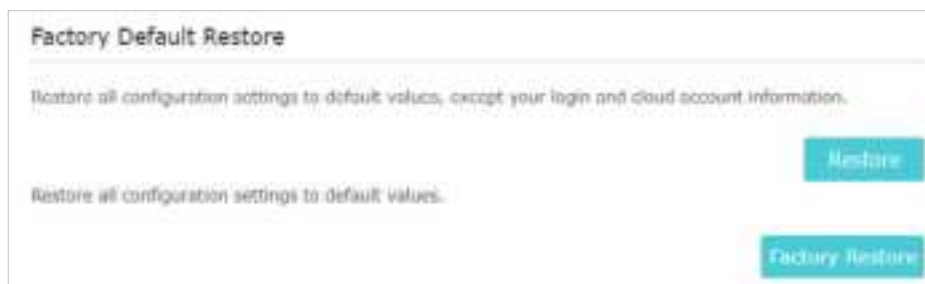 Factory Default Restore
Restore all configuration settings to default values, except your login and cloud account information.
Restore
Restore all configuration settings to default values.
Factory Restore